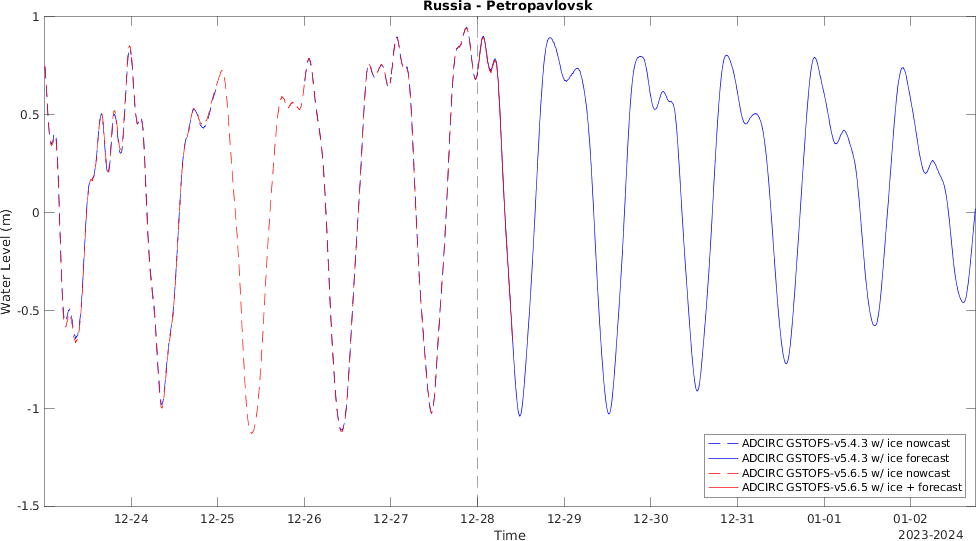 Russia - Petropavlovsk
1
0.5
0
-0.5
-1
-1.5
Water Level (m)
ADCIRC GSTOFS-v5.4.3 w/ ice nowcast
ADCIRC GSTOFS-v5.4.3 w/ ice forecast
ADCIRC GSTOFS-v5.6.5 w/ ice nowcast
ADCIRC GSTOFS-v5.6.5 w/ ice + forecast
12-24 12-25 12-26 12-27 12-28 12-29 12-30 12-31 01-01 01-02
Time
2023-2024